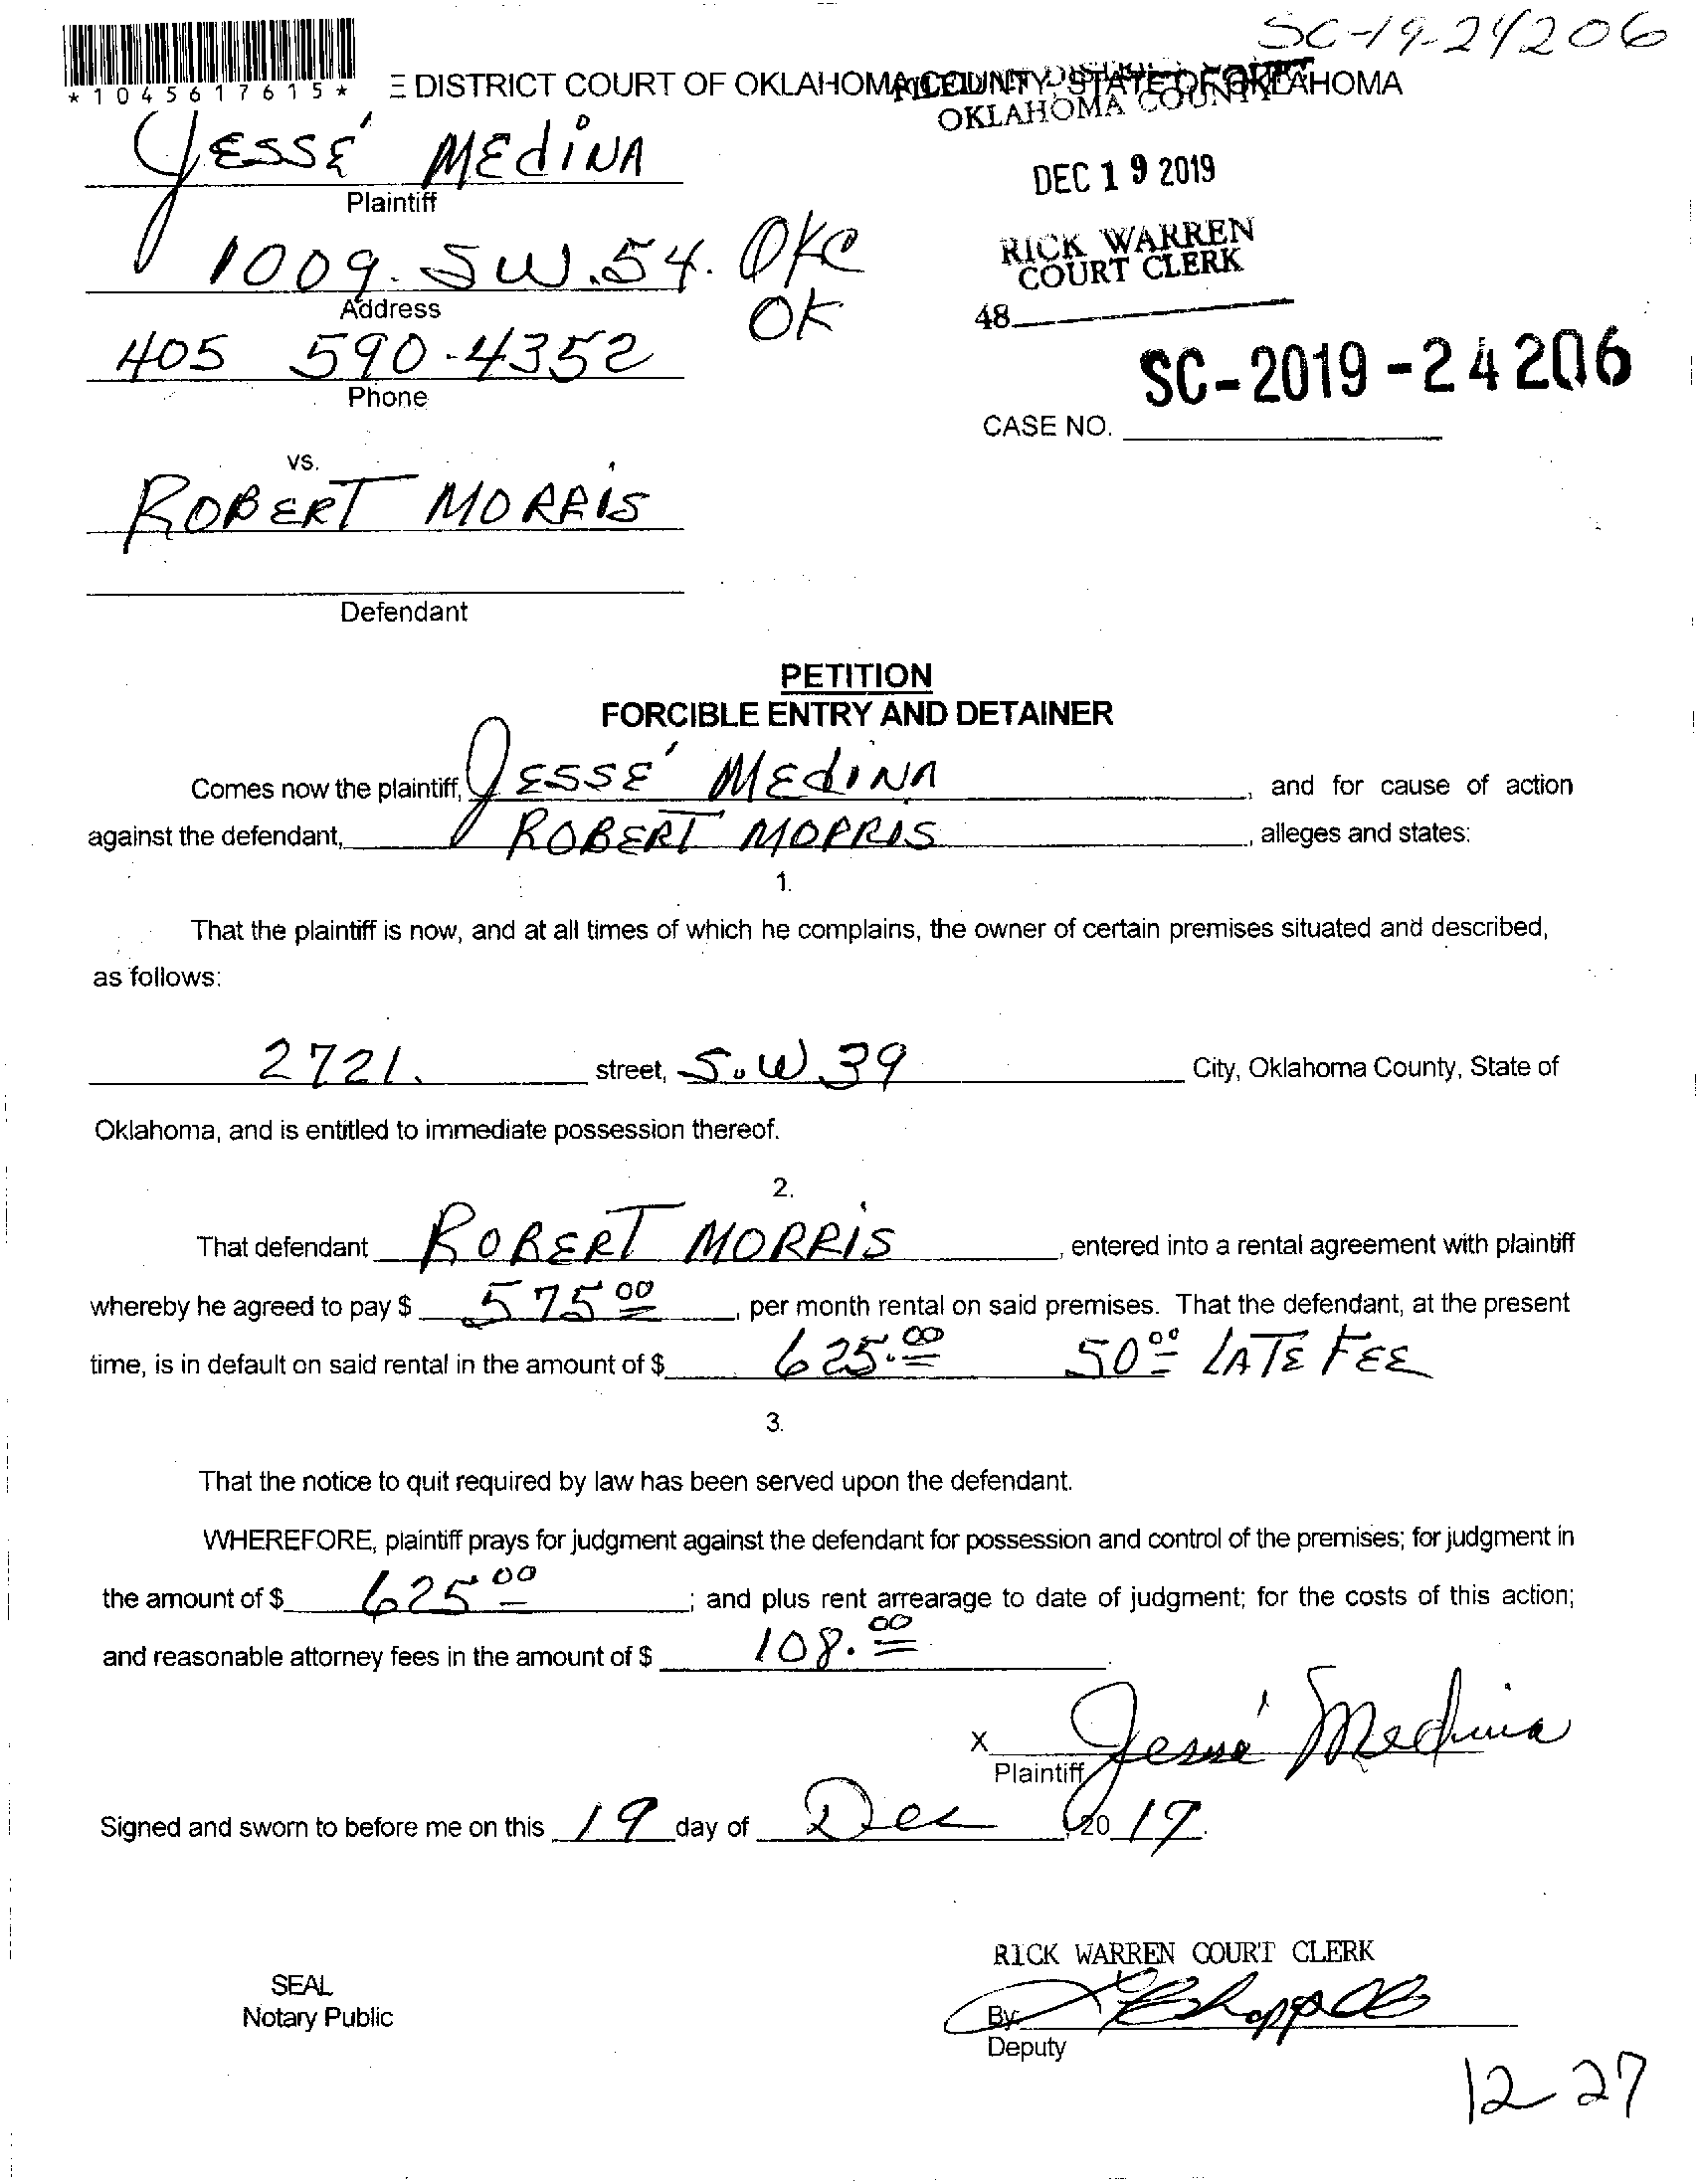 SC-19-24206
*1045617615*
E DISTRICT COURT OF OKLAHOMA COUNTY, STATE OF OKLAHOMA
FILED IN DISTRICT COURT
OKLAHOMA COUNTY
JESSÉ MEDINA
Plaintiff
DEC 19 2019
1009. SW. 54. OKC
OK
Address
RICK WARREN
COURT CLERK
48
405 590-4352
Phone
SC-2019-24206
CASE NO.
vs.
ROBERT MORRIS
Defendant
PETITION
FORCIBLE ENTRY AND DETAINER
Comes now the plaintiff, JESSÉ MEDINA, and for cause of action
against the defendant, ROBERT MORRIS, alleges and states:
1.
That the plaintiff is now, and at all times of which he complains, the owner of certain premises situated and described,
as follows:
2721. street, S.W 39 City, Oklahoma County, State of
Oklahoma, and is entitled to immediate possession thereof.
2.
That defendant ROBERT MORRIS, entered into a rental agreement with plaintiff
whereby he agreed to pay $ 575 00, per month rental on said premises. That the defendant, at the present
time, is in default on said rental in the amount of $ 625.00 50 00 LATE FEE
3.
That the notice to quit required by law has been served upon the defendant.
WHEREFORE, plaintiff prays for judgment against the defendant for possession and control of the premises; for judgment in
the amount of $ 625 00; and plus rent arrearage to date of judgment; for the costs of this action;
and reasonable attorney fees in the amount of $ 108.00
x Jessé Medina
Plaintiff
Signed and sworn to before me on this 19 day of Dec, 20 19.
RICK WARREN COURT CLERK
SEAL
Notary Public
By
Deputy
12-27